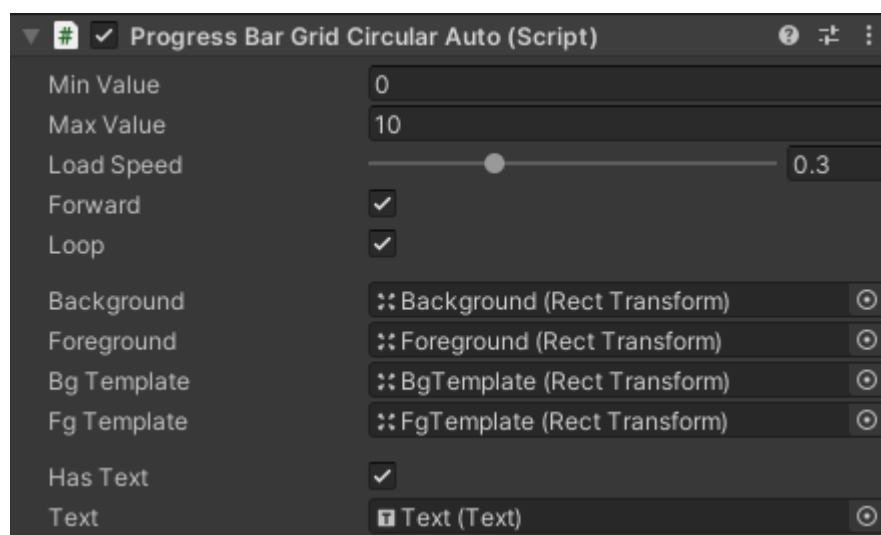 # Progress Bar Grid Circular Auto (Script)
Min Value 0
Max Value 10
Load Speed 0.3
Forward
Loop
Background Background (Rect Transform)
Foreground Foreground (Rect Transform)
Bg Template BgTemplate (Rect Transform)
Fg Template FgTemplate (Rect Transform)
Has Text
Text T Text (Text)